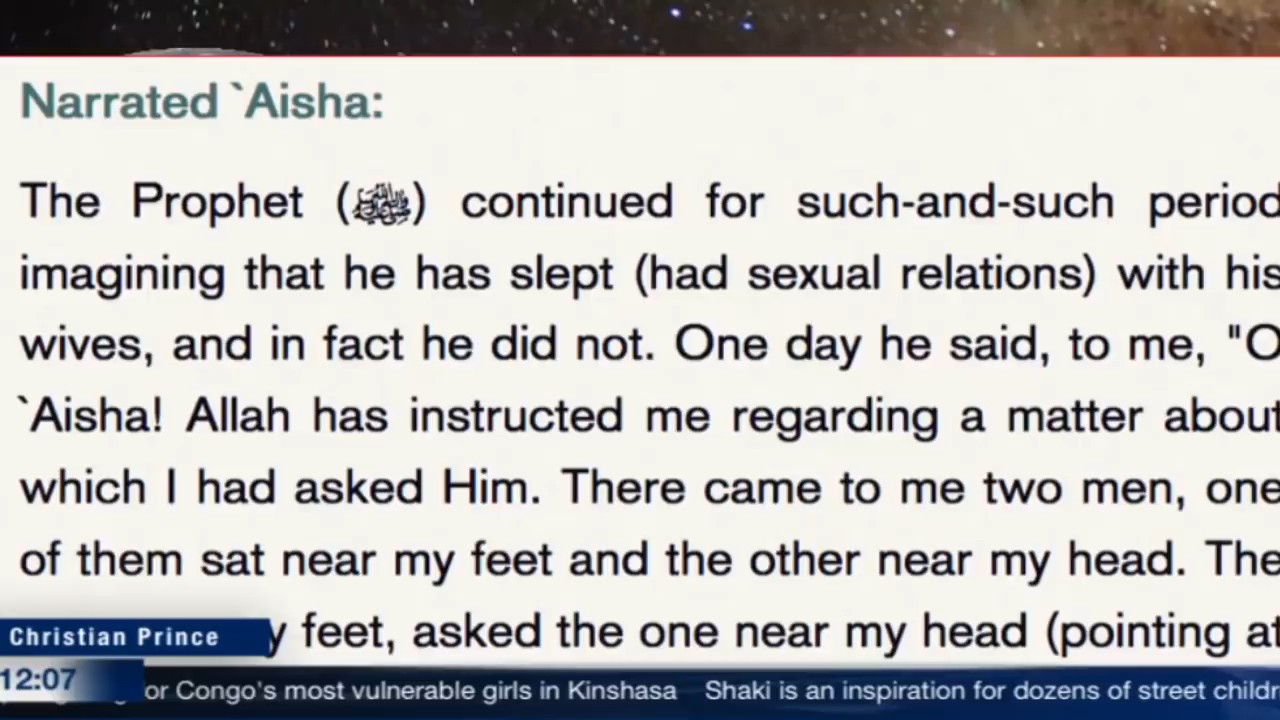 Narrated `Aisha:
The Prophet (ﷺ) continued for such-and-such period
imagining that he has slept (had sexual relations) with his
wives, and in fact he did not. One day he said, to me, "O
`Aisha! Allah has instructed me regarding a matter about
which I had asked Him. There came to me two men, one
of them sat near my feet and the other near my head. The
y feet, asked the one near my head (pointing at
Christian Prince
12:07
or Congo's most vulnerable girls in Kinshasa Shaki is an inspiration for dozens of street childr